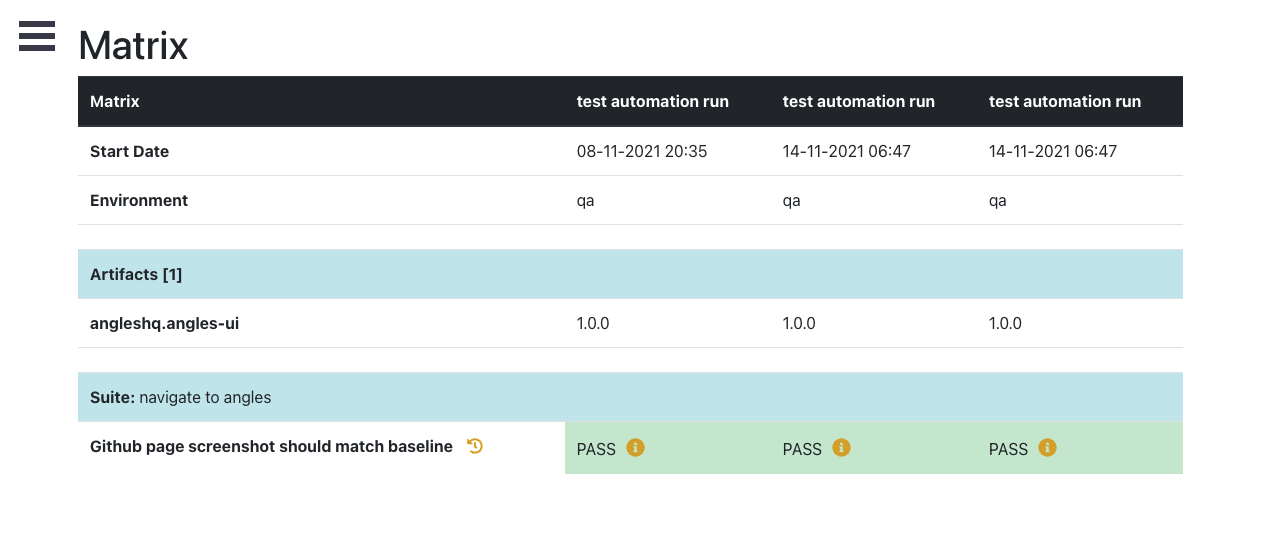 Matrix
Matrix test automation run test automation run test automation run
Start Date 08-11-2021 20:35 14-11-2021 06:47 14-11-2021 06:47
Environment qa qa qa
Artifacts [1]
angleshq.angles-ui 1.0.0 1.0.0 1.0.0
Suite: navigate to angles
Github page screenshot should match baseline PASS PASS PASS